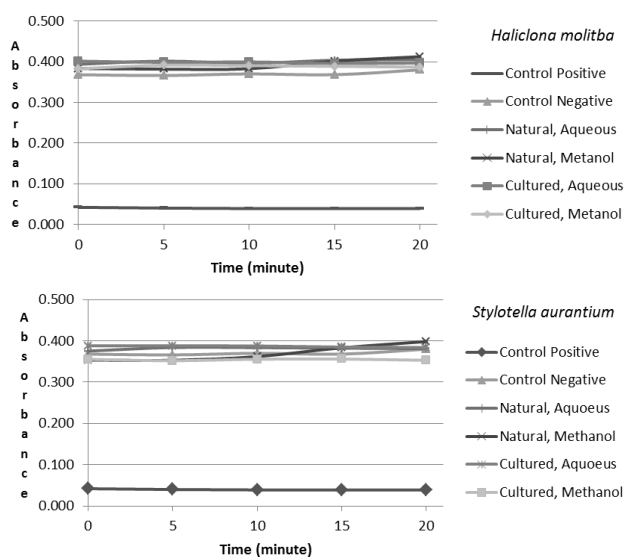 Absorbance
0.500
0.400
0.300
0.200
0.100
0.000
0 5 10 15 20
Time (minute)
Haliclona molitba
Control Positive
Control Negative
Natural, Aqueous
Natural, Metanol
Cultured, Aqueous
Cultured, Metanol
Absorbance
0.500
0.400
0.300
0.200
0.100
0.000
0 5 10 15 20
Time (minute)
Stylotella aurantium
Control Positive
Control Negative
Natural, Aquoeus
Natural, Methanol
Cultured, Aquoeus
Cultured, Methanol